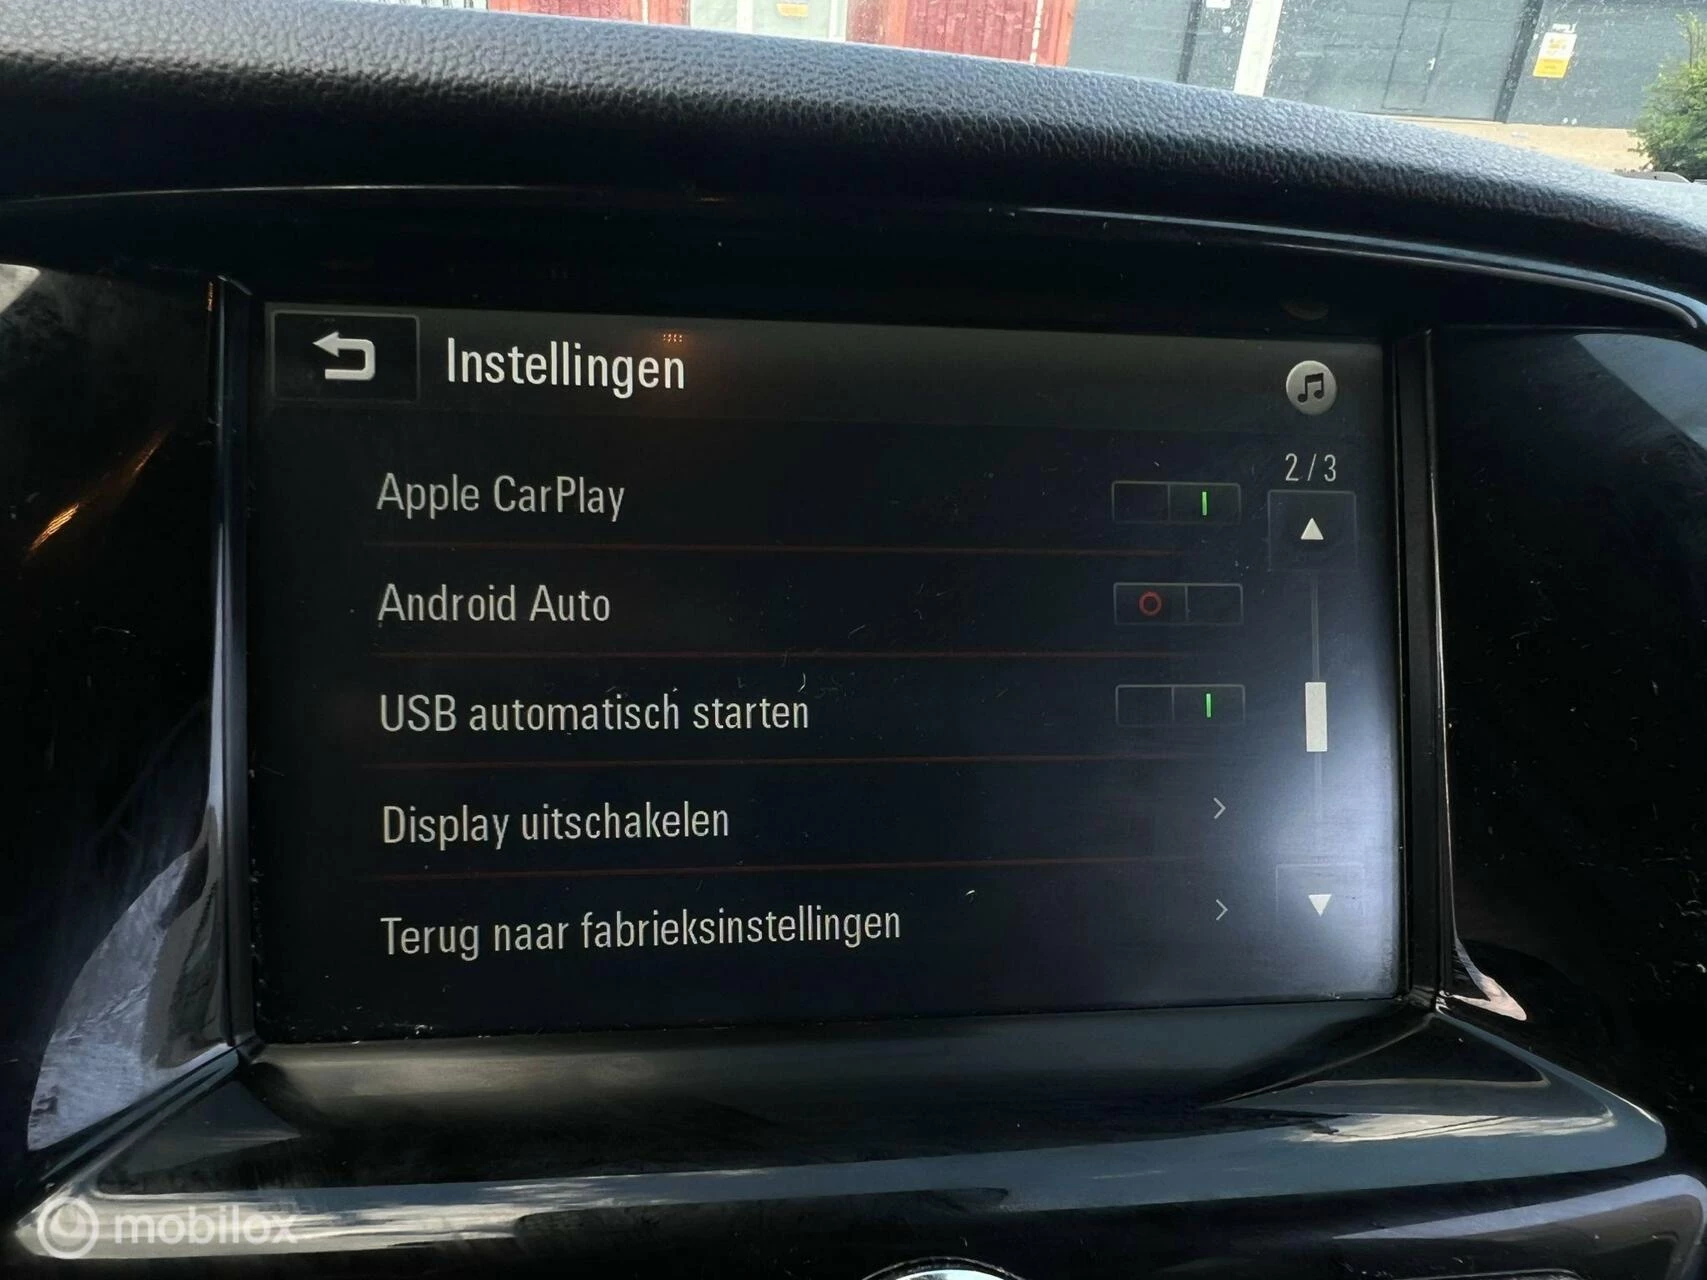 Instellingen
2 / 3
Apple CarPlay
Android Auto
USB automatisch starten
Display uitschakelen
Terug naar fabrieksinstellingen
mobilox